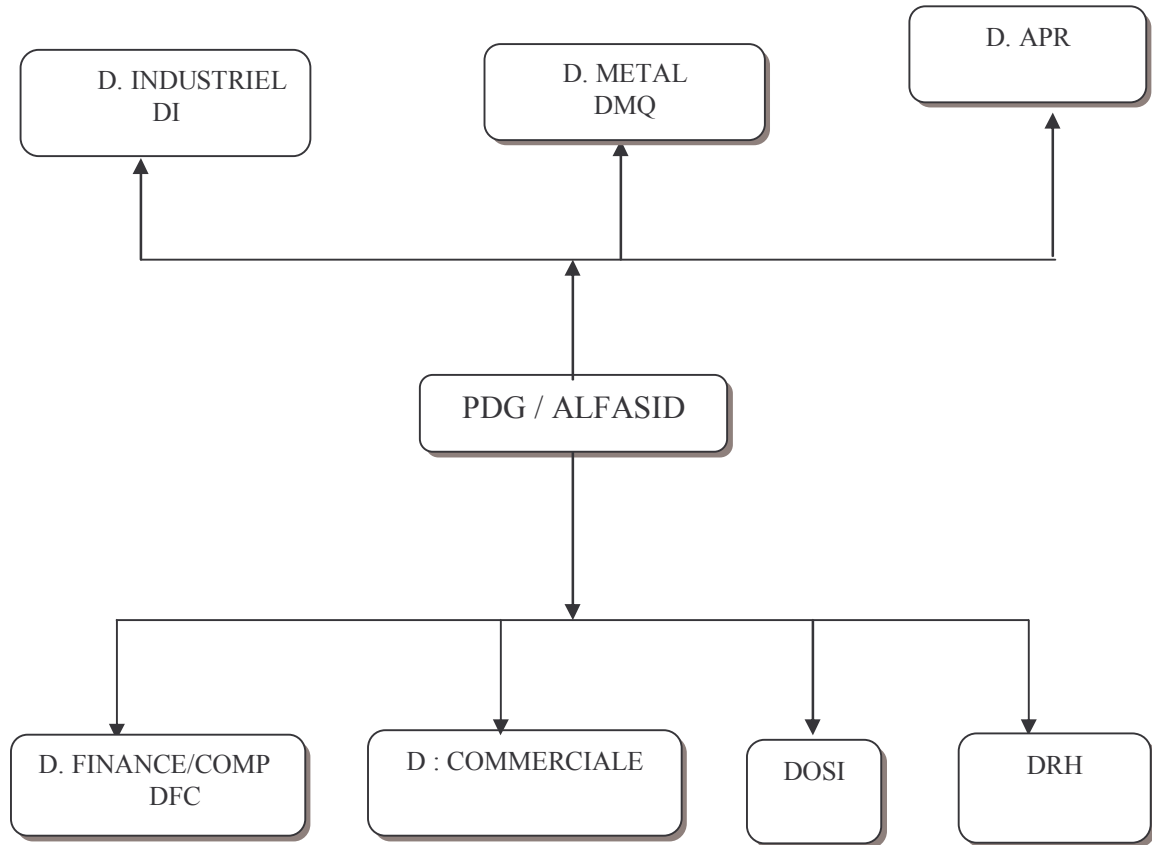 D. INDUSTRIEL
DI
D. METAL
DMQ
D. APR
PDG / ALFASID
D. FINANCE/COMP
DFC
D : COMMERCIALE
DOSI
DRH